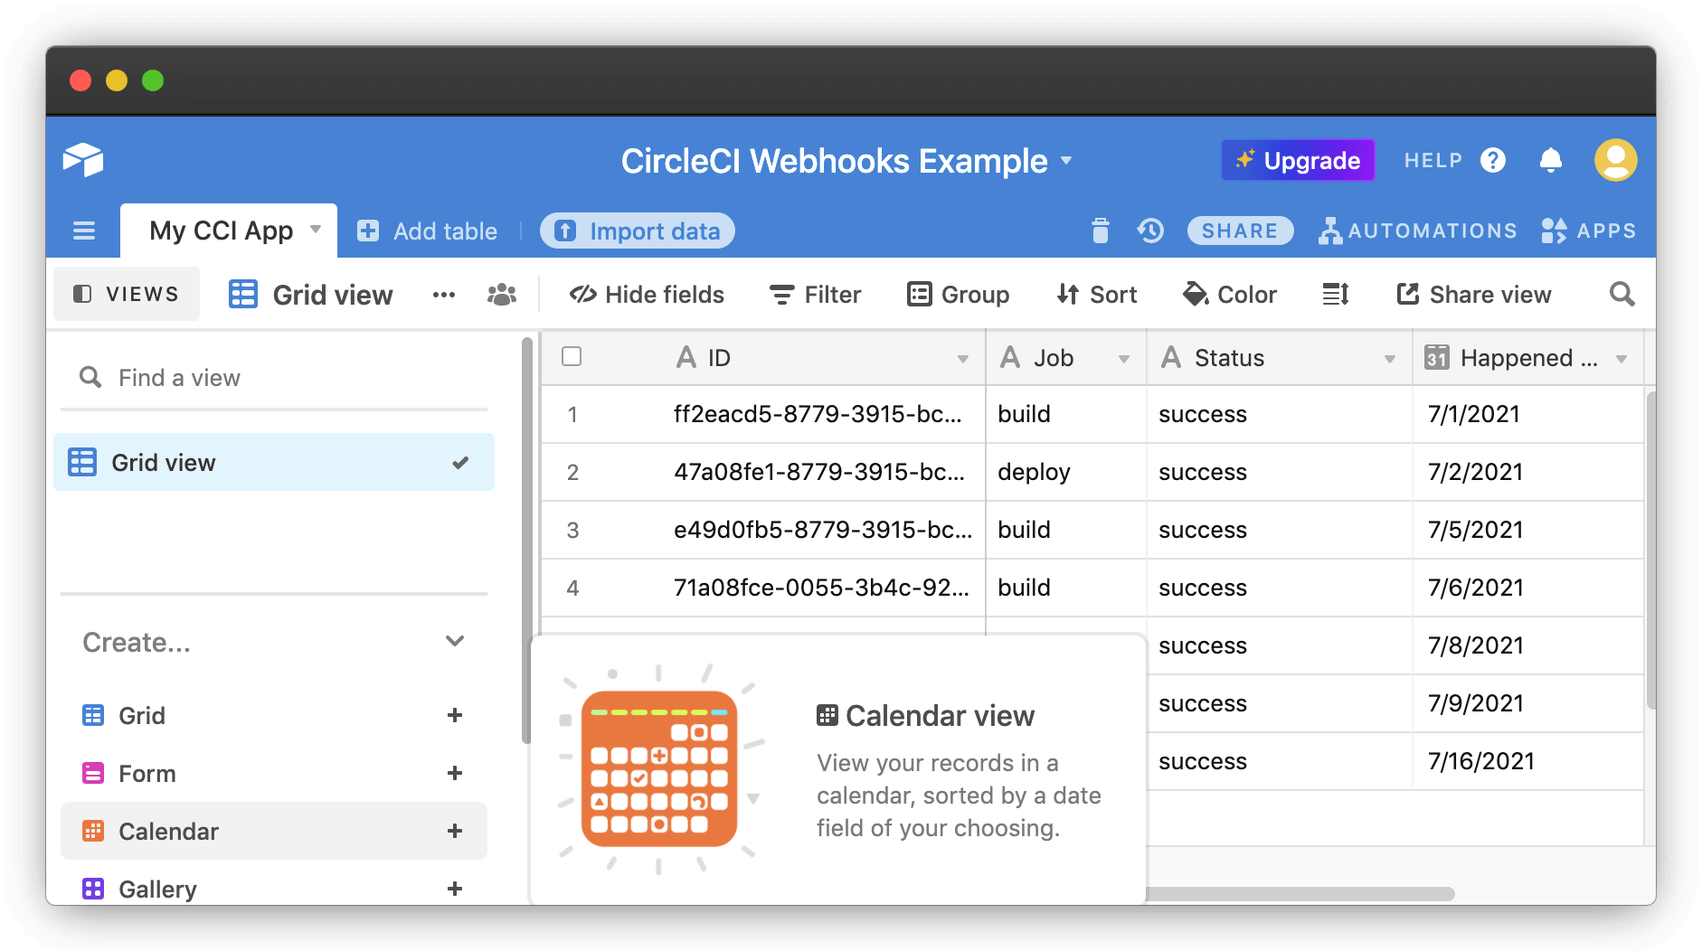 CircleCI Webhooks Example
Upgrade
HELP
My CCI App
Add table
Import data
SHARE
AUTOMATIONS
APPS
VIEWS
Grid view
Hide fields
Filter
Group
Sort
Color
Share view
Find a view
Grid view
Create...
Grid
Form
Calendar
Gallery
A ID A Job A Status 31 Happened ...
1 ff2eacd5-8779-3915-bc... build success 7/1/2021
2 47a08fe1-8779-3915-bc... deploy success 7/2/2021
3 e49d0fb5-8779-3915-bc... build success 7/5/2021
4 71a08fce-0055-3b4c-92... build success 7/6/2021
success 7/8/2021
success 7/9/2021
success 7/16/2021
Calendar view
View your records in a
calendar, sorted by a date
field of your choosing.